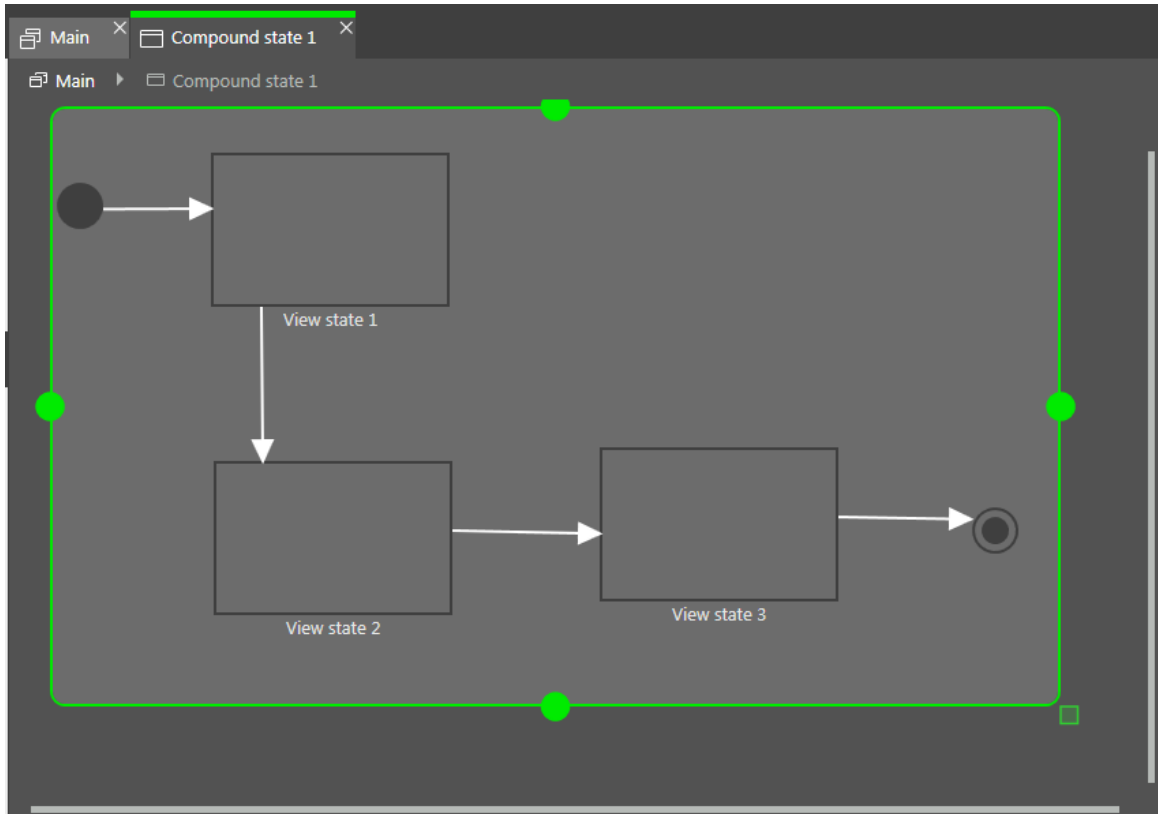 Main
Compound state 1
Main
Compound state 1
View state 1
View state 2
View state 3